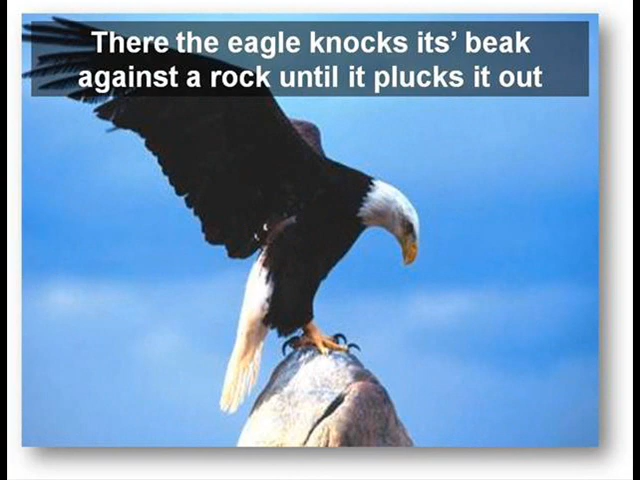 There the eagle knocks its’ beak
against a rock until it plucks it out